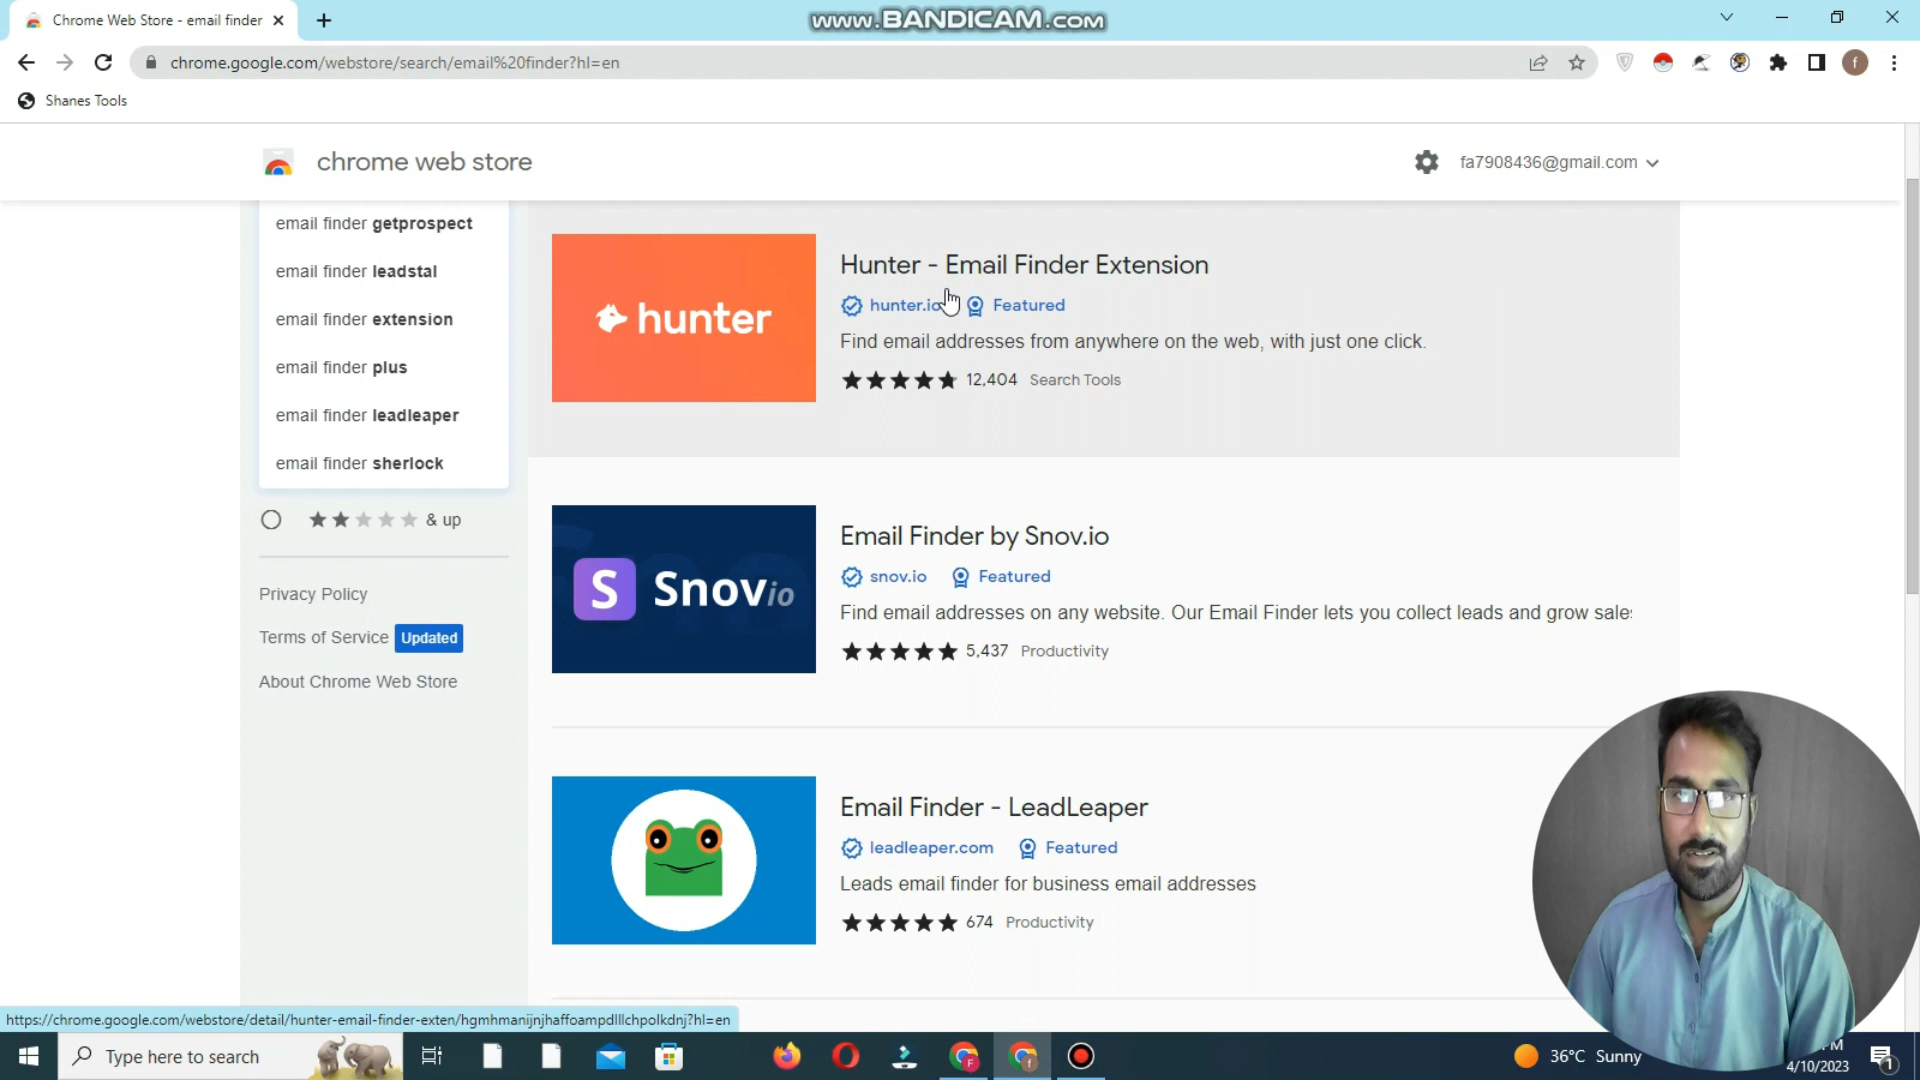 Chrome Web Store - email finder
www.BANDICAM.com
chrome.google.com/webstore/search/email%20finder?hl=en
f
Shanes Tools
chrome web store
fa7908436@gmail.com
email finder getprospect
email finder leadstal
email finder extension
email finder plus
email finder leadleaper
email finder sherlock
& up
Privacy Policy
Terms of Service Updated
About Chrome Web Store
hunter
Hunter - Email Finder Extension
hunter.io Featured
Find email addresses from anywhere on the web, with just one click.
12,404 Search Tools
S Snovio
Email Finder by Snov.io
snov.io Featured
Find email addresses on any website. Our Email Finder lets you collect leads and grow sale
5,437 Productivity
Email Finder - LeadLeaper
leadleaper.com Featured
Leads email finder for business email addresses
674 Productivity
https://chrome.google.com/webstore/detail/hunter-email-finder-exten/hgmhmanijnjhaffoampdlllchpolkdnj?hl=en
Type here to search
F
f
36°C Sunny
4/10/2023
1